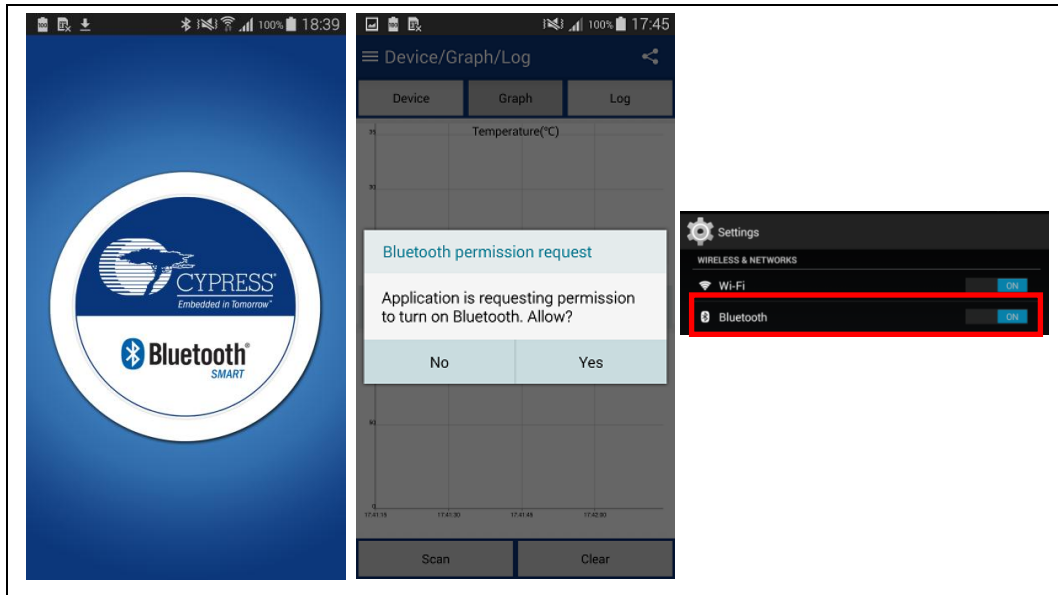 100% 18:39
CYPRESS
Embedded in Tomorrow
Bluetooth®
SMART
100% 17:45
Device/Graph/Log
Device
Graph
Log
Temperature(℃)
Bluetooth permission request
Application is requesting permission
to turn on Bluetooth. Allow?
No
Yes
0
17:41:15
17:41:30
17:41:45
17:42:00
Scan
Clear
Settings
WIRELESS & NETWORKS
Wi-Fi
ON
Bluetooth
ON